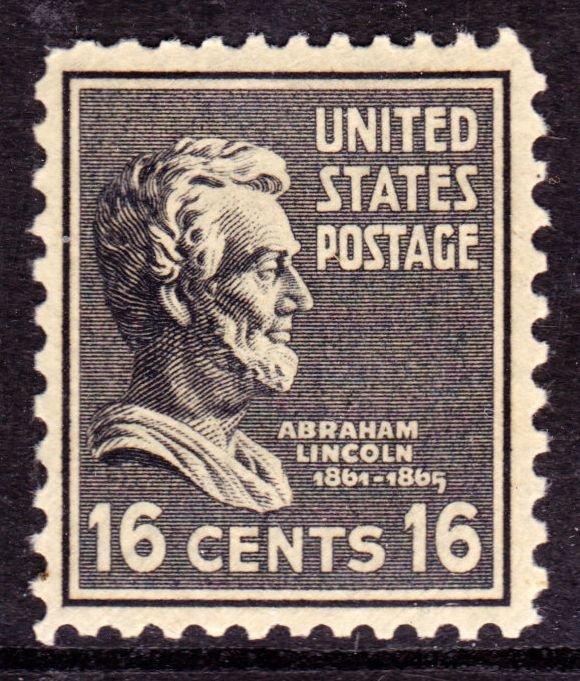 UNITED
STATES
POSTAGE
ABRAHAM
LINCOLN
1861-1865
16 CENTS 16